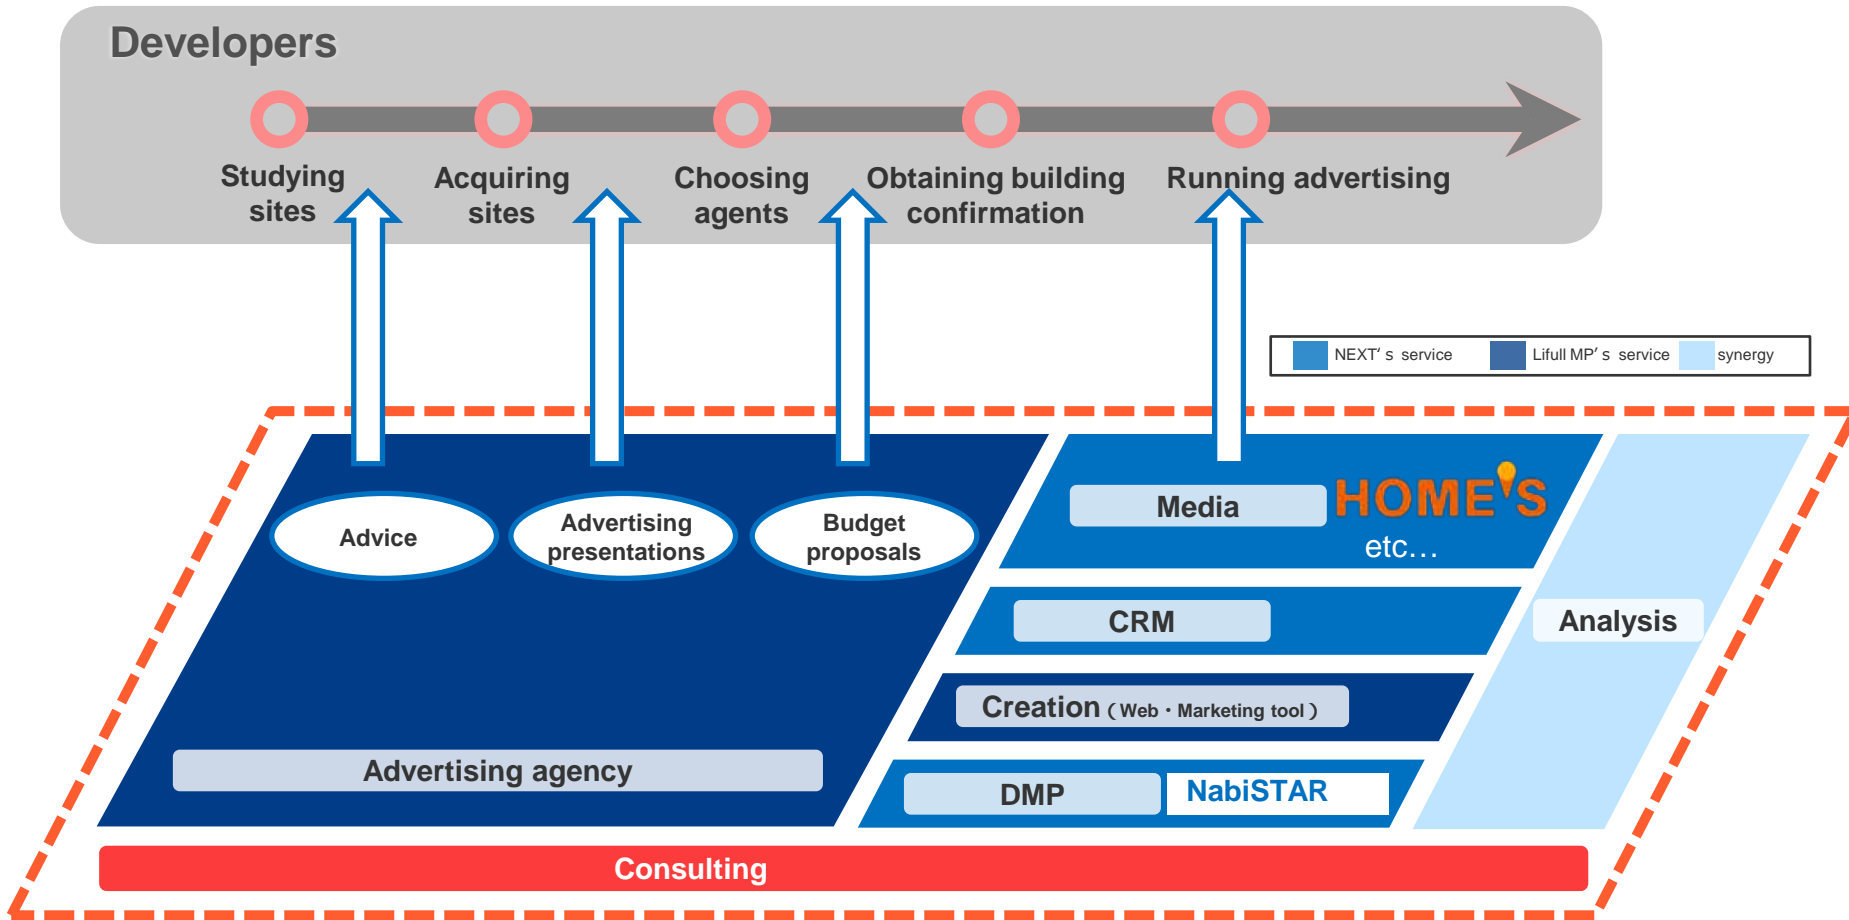 Developers
Studying
sites
Acquiring
sites
Choosing
agents
Obtaining building
confirmation
Running advertising
NEXT‘ s service
Lifull MP’ s service
synergy
Advice
Advertising
presentations
Budget
proposals
Media
HOME'S
etc…
CRM
Analysis
Creation（Web・Marketing tool）
Advertising agency
DMP
NabiSTAR
Consulting